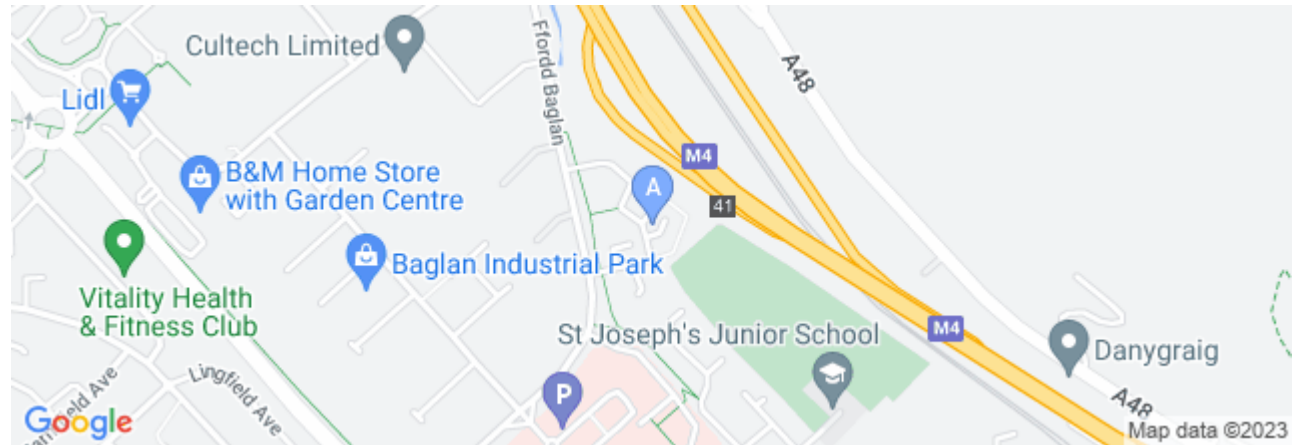 Cultech Limited
Ffordd Baglan
A48
Lidl
M4
B&M Home Store
with Garden Centre
A
41
Baglan Industrial Park
Vitality Health
& Fitness Club
St Joseph's Junior School
M4
Danygraig
Lingfield Ave
P
A48
Google
Map data ©2023